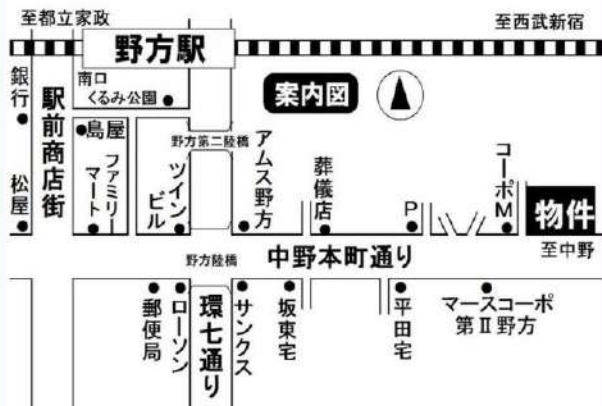 至都立家政
至西武新宿
野方駅
銀行
駅前商店街
南口
くるみ公園
案内図
島屋
ファミリーマート
野方第二陸橋
ツインビル
アムス野方
葬儀店
P
コーポM
物件
松屋
至中野
野方陸橋
中野本町通り
郵便局
ローソン
環七通り
サンクス
坂東宅
平田宅
マースコーポ
第Ⅱ野方